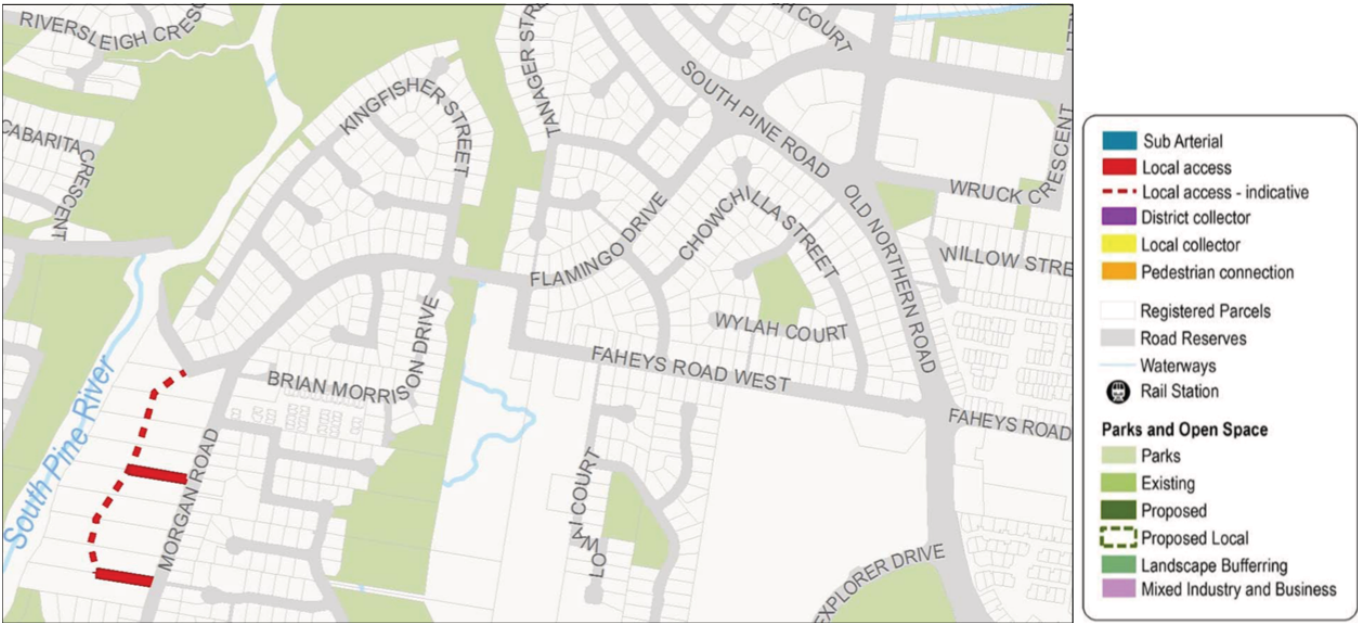 RIVERSLEIGH CRESC
CABARITA
CRESCENT
KINGFISHER STREET
TANAGER STRE
H COURT
SOUTH PINE ROAD
OLD NORTHERN ROAD
WRUCK CRESCENT
WILLOW STRE
FLAMINGO DRIVE
CHOWCHILLA STREET
WYLAH COURT
FAHEYS ROAD WEST
FAHEYS ROAD
BRIAN MORRISON DRIVE
South Pine River
MORGAN ROAD
LOWAI COURT
EXPLORER DRIVE
Sub Arterial
Local access
Local access - indicative
District collector
Local collector
Pedestrian connection
Registered Parcels
Road Reserves
Waterways
Rail Station
Parks and Open Space
Parks
Existing
Proposed
Proposed Local
Landscape Bufferring
Mixed Industry and Business